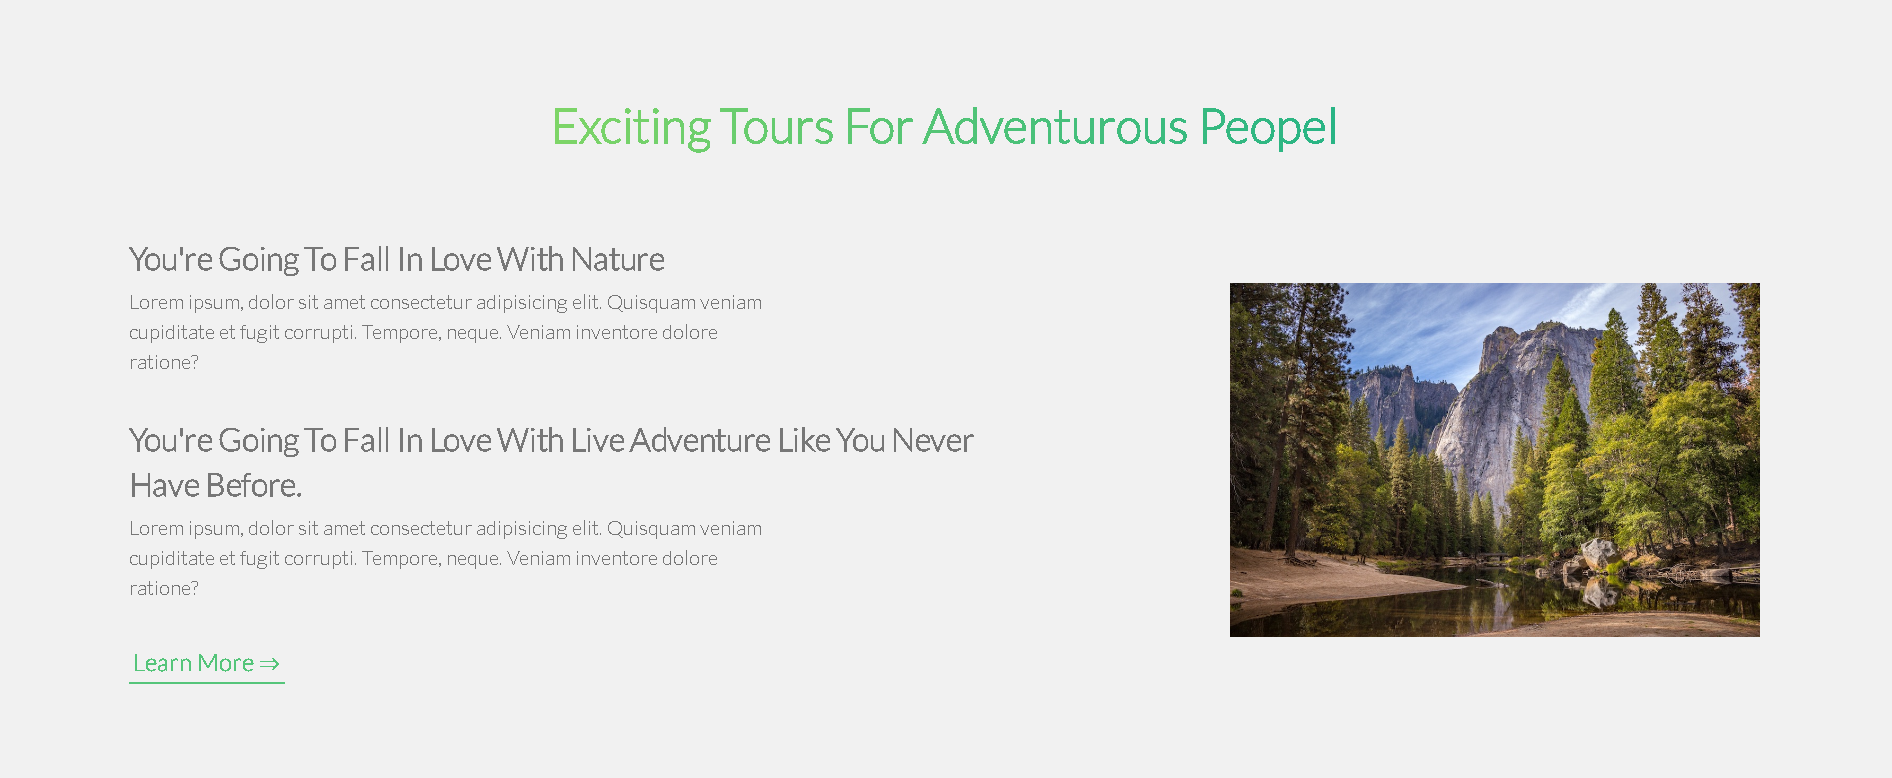 Exciting Tours For Adventurous Peopel
You're Going To Fall In Love With Nature
Lorem ipsum, dolor sit amet consectetur adipisicing elit. Quisquam veniam
cupiditate et fugit corrupti. Tempore, neque. Veniam inventore dolore
ratione?
You're Going To Fall In Love With Live Adventure Like You Never
Have Before.
Lorem ipsum, dolor sit amet consectetur adipisicing elit. Quisquam veniam
cupiditate et fugit corrupti. Tempore, neque. Veniam inventore dolore
ratione?
Learn More ⇒